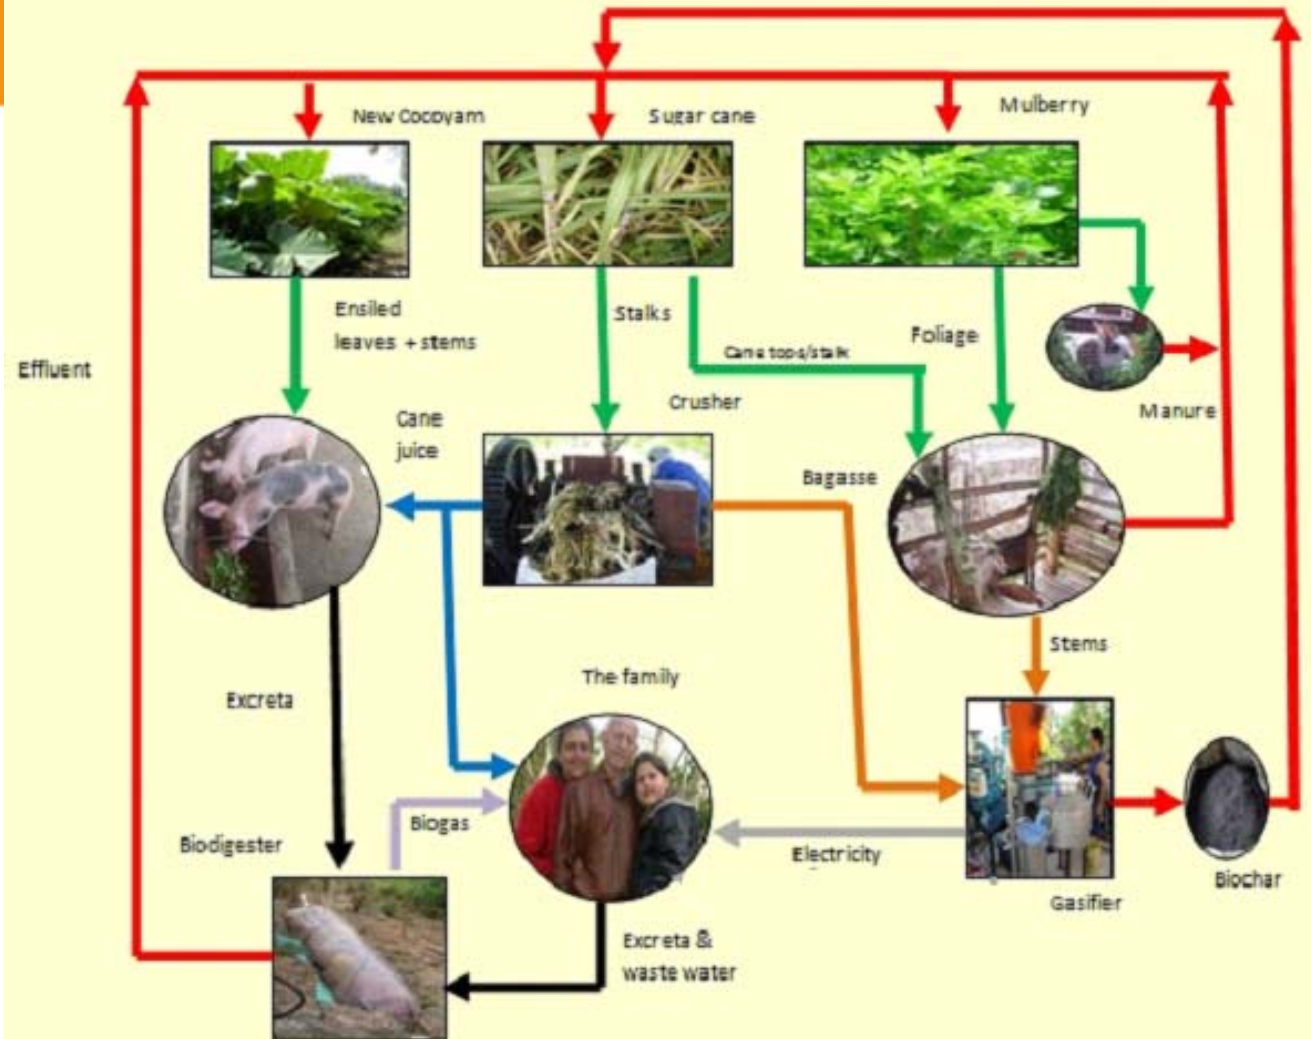 New Cocoyam
Sugar cane
Mulberry
Ensiled
leaves + stems
Stalks
Cane tops/stalk
Foliage
Effluent
Manure
Cane
juice
Crusher
Bagasse
Stems
The family
Excreta
Biogas
Biodigester
Electricity
Gasifier
Biochar
Excreta &
waste water